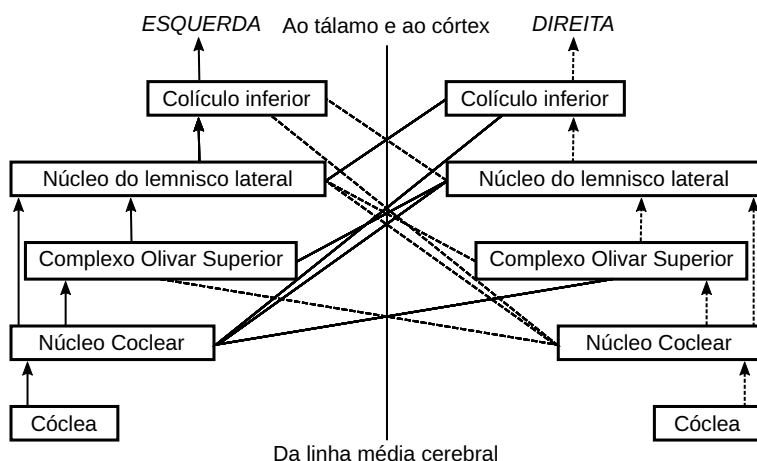 ESQUERDA Ao tálamo e ao córtex DIREITA
Colículo inferior Colículo inferior
Núcleo do lemnisco lateral Núcleo do lemnisco lateral
Complexo Olivar Superior Complexo Olivar Superior
Núcleo Coclear Núcleo Coclear
Cóclea Cóclea
Da linha média cerebral